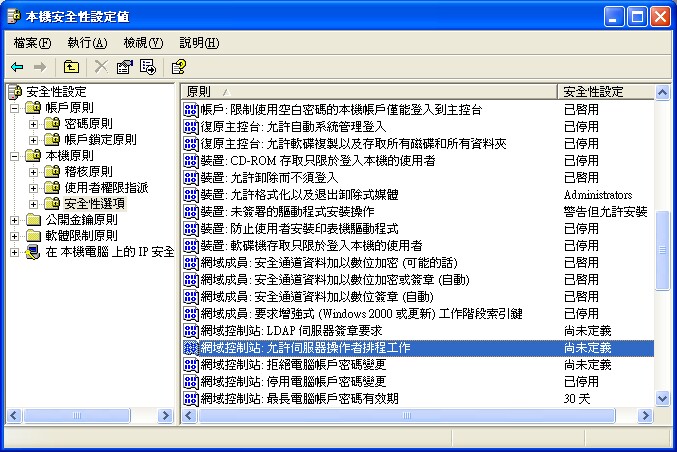 本機安全性設定值
檔案(F) 執行(A) 檢視(V) 說明(H)
安全性設定
帳戶原則
密碼原則
帳戶鎖定原則
本機原則
稽核原則
使用者權限指派
安全性選項
公開金鑰原則
軟體限制原則
在 本機電腦 上的 IP 安全
原則 安全性設定
帳戶: 限制使用空白密碼的本機帳戶僅能登入到主控台 已啓用
復原主控台: 允許自動系統管理登入 已停用
復原主控台: 允許軟碟複製以及存取所有磁碟和所有資料夾 已停用
裝置: CD-ROM 存取只限於登入本機的使用者 已停用
裝置: 允許卸除而不須登入 已啓用
裝置: 允許格式化以及退出卸除式媒體 Administrators
裝置: 未簽署的驅動程式安裝操作 警告但允許安裝
裝置: 防止使用者安裝印表機驅動程式 已停用
裝置: 軟碟機存取只限於登入本機的使用者 已停用
網域成員: 安全通道資料加以數位加密 (可能的話) 已啓用
網域成員: 安全通道資料加以數位加密或簽章 (自動) 已啓用
網域成員: 安全通道資料加以數位簽章 (自動) 已啓用
網域成員: 要求增強式 (Windows 2000 或更新) 工作階段索引鍵 已停用
網域控制站: LDAP 伺服器簽章要求 尚未定義
網域控制站: 允許伺服器操作者排程工作 尚未定義
網域控制站: 拒絕電腦帳戶密碼變更 尚未定義
網域成員: 停用電腦帳戶密碼變更 已停用
網域成員: 最長電腦帳戶密碼有效期 30 天